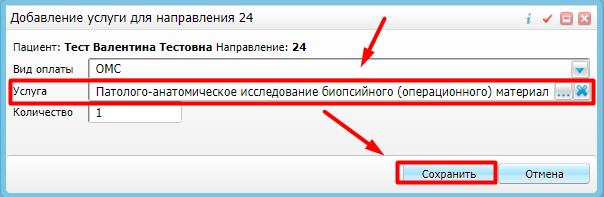 Добавление услуги для направления 24
Пациент: Тест Валентина Тестовна Направление: 24
Вид оплаты ОМС
Услуга Патолого-анатомическое исследование биопсийного (операционного) материал ...
Количество 1
Сохранить Отмена